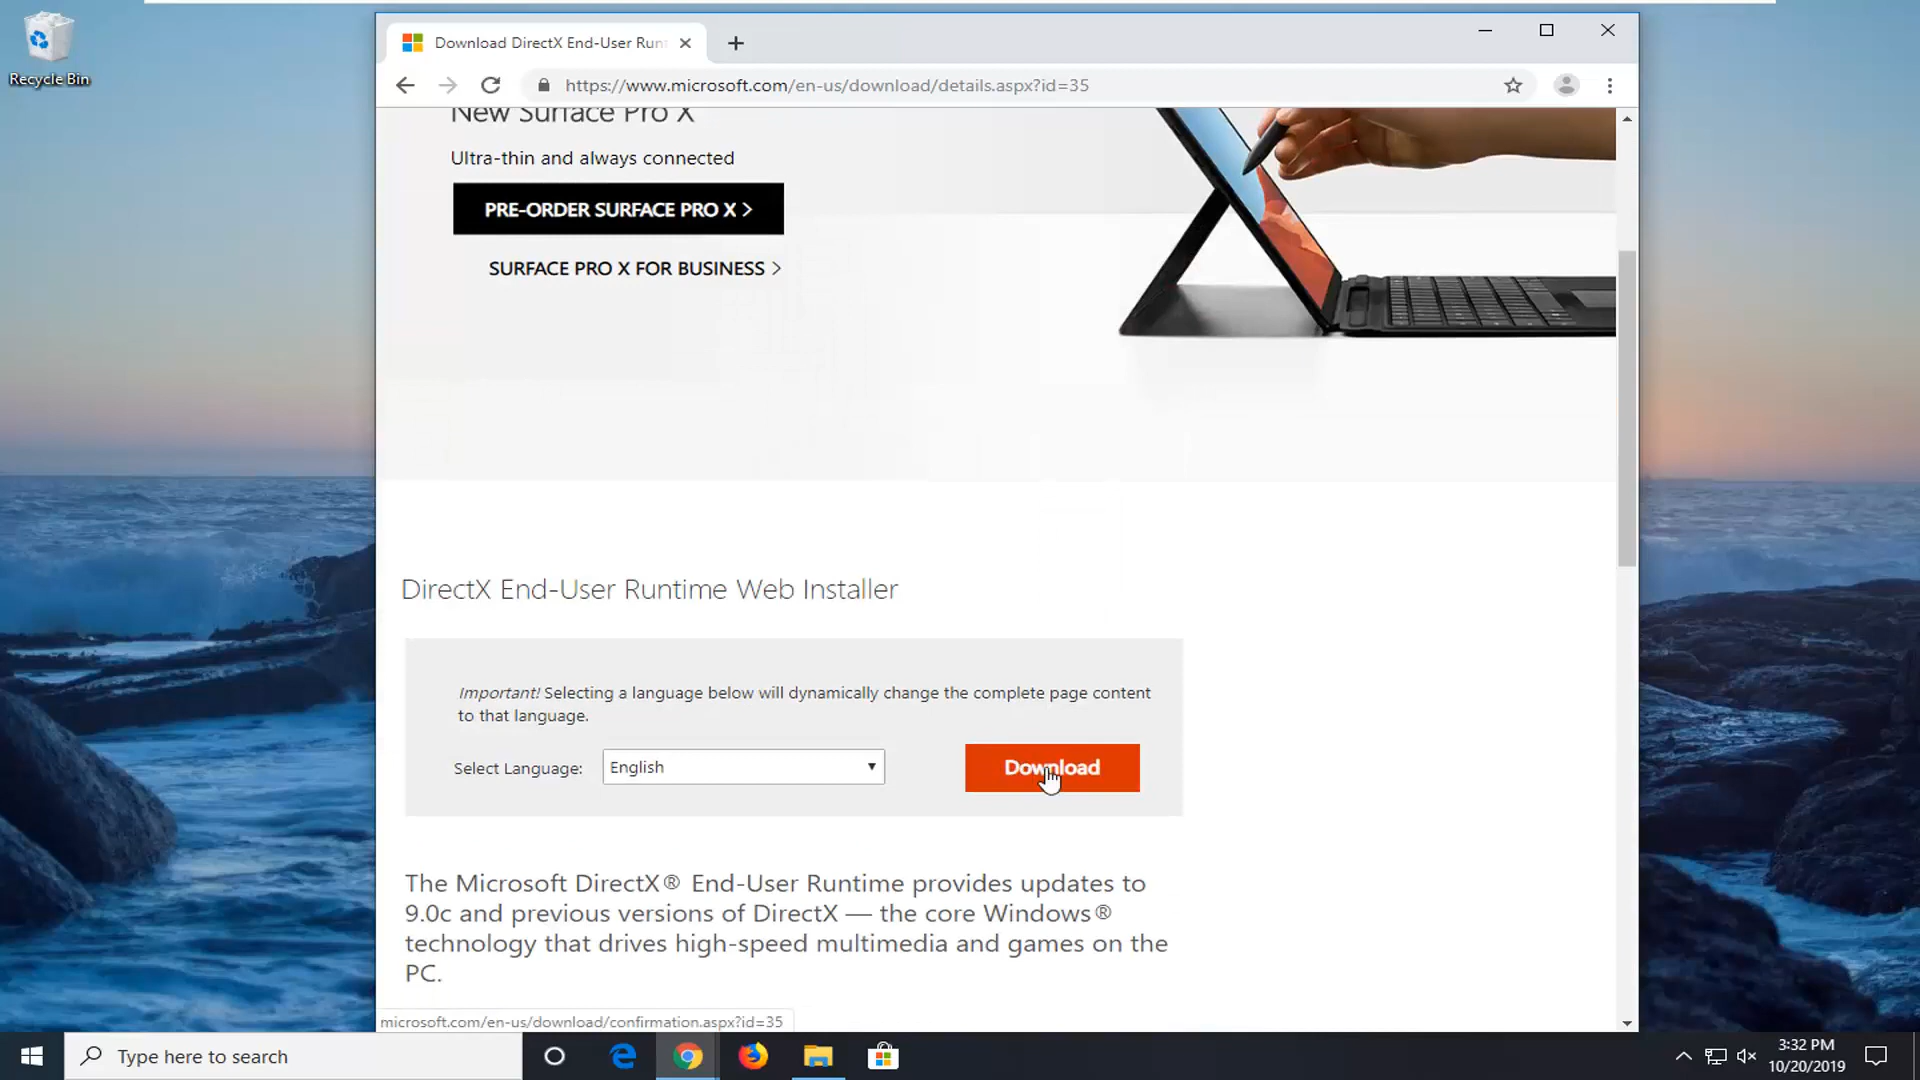 Recycle Bin
Download DirectX End-User Run
https://www.microsoft.com/en-us/download/details.aspx?id=35
New Surface Pro X
Ultra-thin and always connected
PRE-ORDER SURFACE PRO X >
SURFACE PRO X FOR BUSINESS >
DirectX End-User Runtime Web Installer
Important! Selecting a language below will dynamically change the complete page content
to that language.
Select Language: English
Download
The Microsoft DirectX® End-User Runtime provides updates to
9.0c and previous versions of DirectX — the core Windows®
technology that drives high-speed multimedia and games on the
PC.
microsoft.com/en-us/download/confirmation.aspx?id=35
Type here to search
3:32 PM
10/20/2019